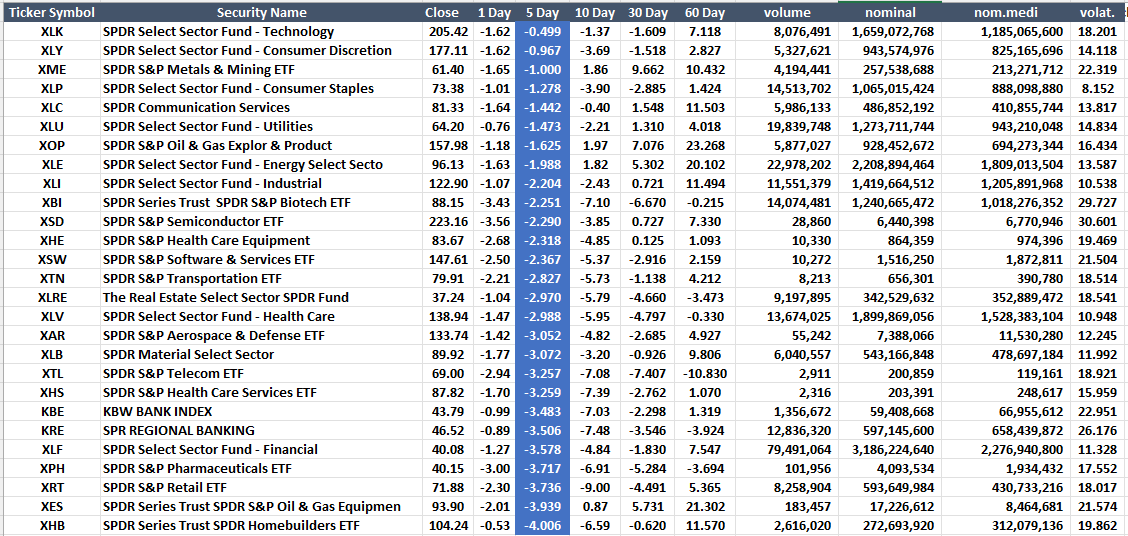 Ticker Symbol Security Name Close 1 Day 5 Day 10 Day 30 Day 60 Day volume nominal nom.medi volat.
XLK SPDR Select Sector Fund - Technology 205.42 -1.62 -0.499 -1.37 -1.609 7.118 8,076,491 1,659,072,768 1,185,065,600 18.201
XLY SPDR Select Sector Fund - Consumer Discretion 177.11 -1.62 -0.967 -3.69 -1.518 2.827 5,327,621 943,574,976 825,165,696 14.118
XME SPDR S&P Metals & Mining ETF 61.40 -1.65 -1.000 1.86 9.662 10.432 4,194,441 257,538,688 213,271,712 22.319
XLP SPDR Select Sector Fund - Consumer Staples 73.38 -1.01 -1.278 -3.90 -2.885 1.424 14,513,702 1,065,015,424 888,098,880 8.152
XLC SPDR Communication Services 81.33 -1.64 -1.442 -0.40 1.548 11.503 5,986,133 486,852,192 410,855,744 13.817
XLU SPDR Select Sector Fund - Utilities 64.20 -0.76 -1.473 -2.21 1.310 4.018 19,839,748 1,273,711,744 943,210,048 14.834
XOP SPDR S&P Oil & Gas Explor & Product 157.98 -1.18 -1.625 1.97 7.076 23.268 5,877,027 928,452,672 694,273,344 16.434
XLE SPDR Select Sector Fund - Energy Select Secto 96.13 -1.63 -1.988 1.82 5.302 20.102 22,978,202 2,208,894,464 1,809,013,504 13.587
XLI SPDR Select Sector Fund - Industrial 122.90 -1.07 -2.204 -2.43 0.721 11.494 11,551,379 1,419,664,512 1,205,891,968 10.538
XBI SPDR Series Trust SPDR S&P Biotech ETF 88.15 -3.43 -2.251 -7.10 -6.670 -0.215 14,074,481 1,240,665,472 1,018,276,352 29.727
XSD SPDR S&P Semiconductor ETF 223.16 -3.56 -2.290 -3.85 0.727 7.330 28,860 6,440,398 6,770,946 30.601
XHE SPDR S&P Health Care Equipment 83.67 -2.68 -2.318 -4.85 0.125 1.093 10,330 864,359 974,396 19.469
XSW SPDR S&P Software & Services ETF 147.61 -2.50 -2.367 -5.37 -2.916 2.159 10,272 1,516,250 1,872,811 21.504
XTN SPDR S&P Transportation ETF 79.91 -2.21 -2.827 -5.73 -1.138 4.212 8,213 656,301 390,780 18.514
XLRE The Real Estate Select Sector SPDR Fund 37.24 -1.04 -2.970 -5.79 -4.660 -3.473 9,197,895 342,529,632 352,889,472 18.541
XLV SPDR Select Sector Fund - Health Care 138.94 -1.47 -2.988 -5.95 -4.797 -0.330 13,674,025 1,899,869,056 1,528,383,104 10.948
XAR SPDR S&P Aerospace & Defense ETF 133.74 -1.42 -3.052 -4.82 -2.685 4.927 55,242 7,388,066 11,530,280 12.245
XLB SPDR Material Select Sector 89.92 -1.77 -3.072 -3.20 -0.926 9.806 6,040,557 543,166,848 478,697,184 11.992
XTL SPDR S&P Telecom ETF 69.00 -2.94 -3.257 -7.08 -7.407 -10.830 2,911 200,859 119,161 18.921
XHS SPDR S&P Health Care Services ETF 87.82 -1.70 -3.259 -7.39 -2.762 1.070 2,316 203,391 248,617 15.959
KBE KBW BANK INDEX 43.79 -0.99 -3.483 -7.03 -2.298 1.319 1,356,672 59,408,668 66,955,612 22.951
KRE SPR REGIONAL BANKING 46.52 -0.89 -3.506 -7.48 -3.546 -3.924 12,836,320 597,145,600 658,439,872 26.176
XLF SPDR Select Sector Fund - Financial 40.08 -1.27 -3.578 -4.84 -1.830 7.547 79,491,064 3,186,224,640 2,276,940,800 11.328
XPH SPDR S&P Pharmaceuticals ETF 40.15 -3.00 -3.717 -6.91 -5.284 -3.694 101,956 4,093,534 1,934,432 17.552
XRT SPDR S&P Retail ETF 71.88 -2.30 -3.736 -9.00 -4.491 5.365 8,258,904 593,649,984 430,733,216 18.017
XES SPDR Series Trust SPDR S&P Oil & Gas Equipmen 93.90 -2.01 -3.939 0.87 5.731 21.302 183,457 17,226,612 8,464,681 21.574
XHB SPDR Series Trust SPDR Homebuilders ETF 104.24 -0.53 -4.006 -6.59 -0.620 11.570 2,616,020 272,693,920 312,079,136 19.862